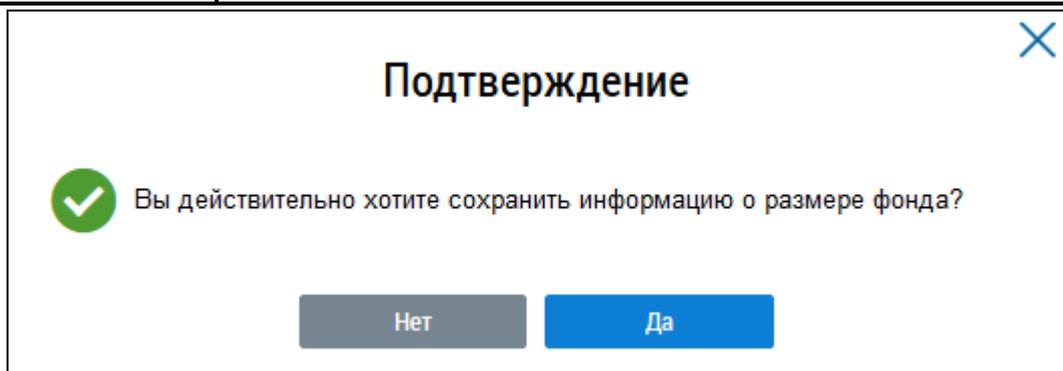 Подтверждение
Вы действительно хотите сохранить информацию о размере фонда?
Нет Да